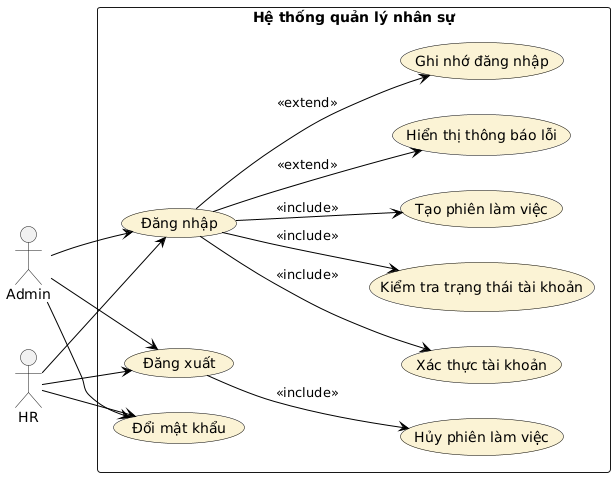 Hệ thống quản lý nhân sự
Ghi nhớ đăng nhập
«extend»
Hiển thị thông báo lỗi
«extend»
Tạo phiên làm việc
«include»
Đăng nhập
«include»
Kiểm tra trạng thái tài khoản
«include»
Admin
Xác thực tài khoản
Đăng xuất
«include»
HR
Đổi mật khẩu
Hủy phiên làm việc